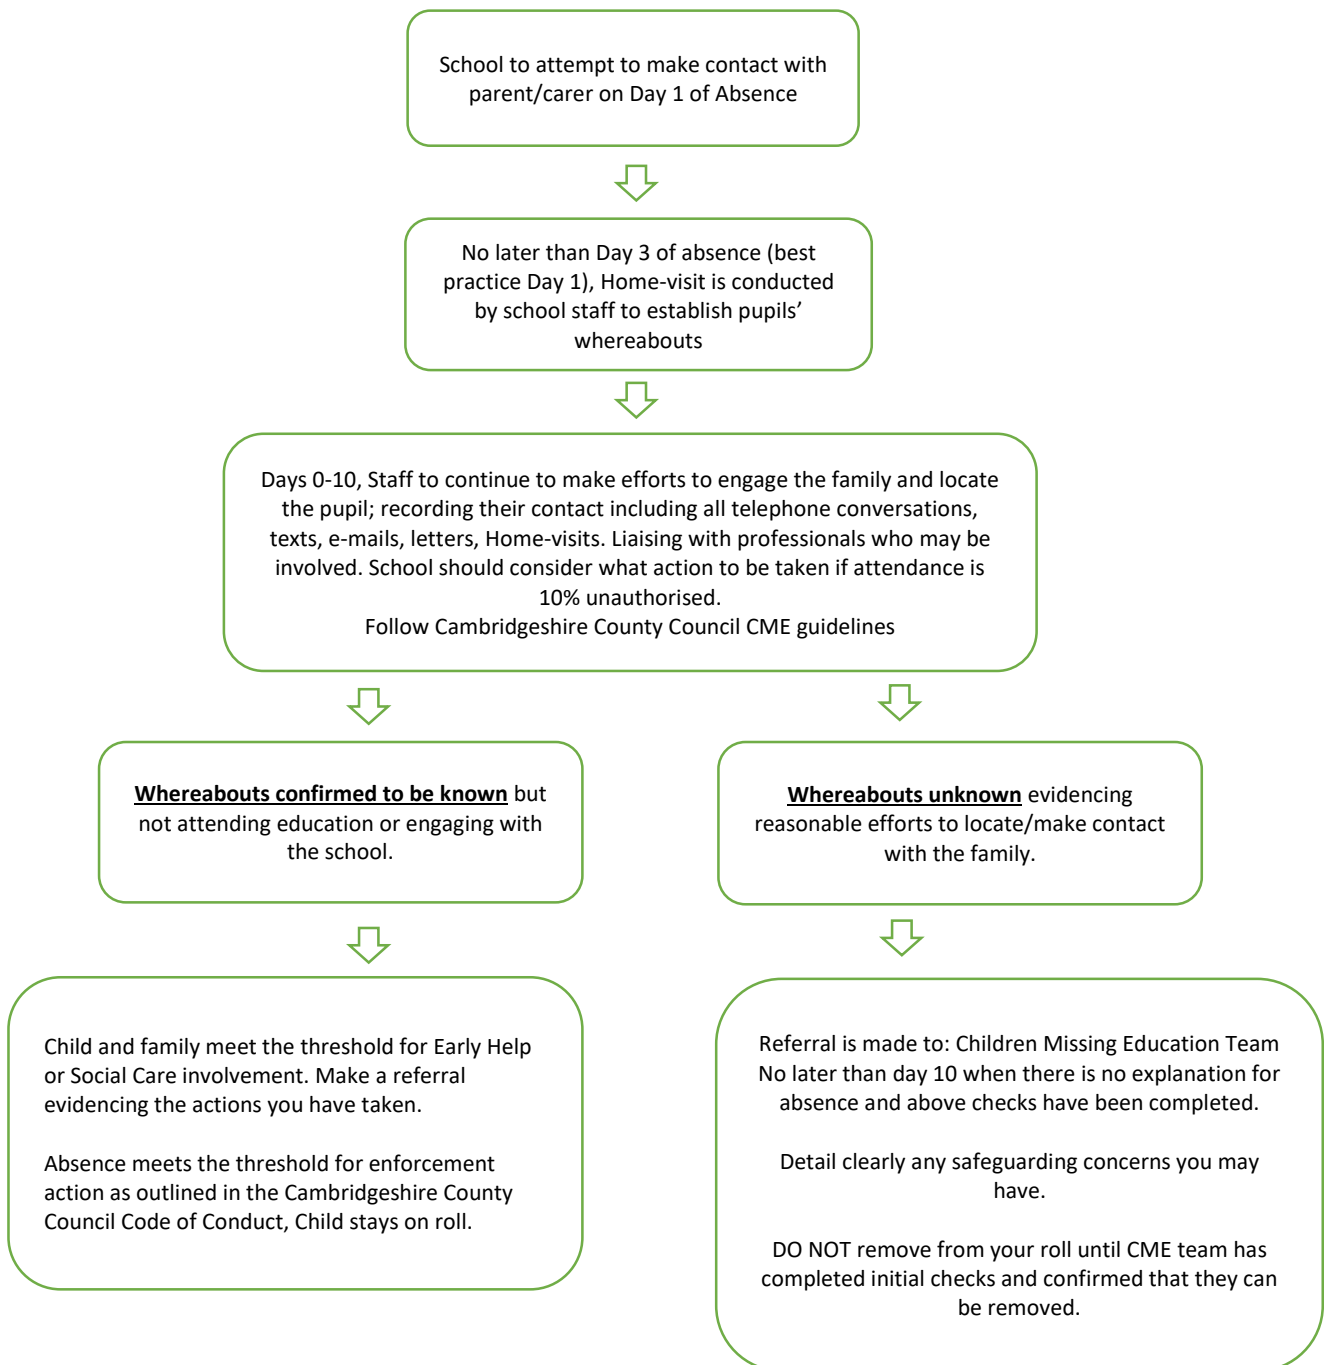 School to attempt to make contact with
parent/carer on Day 1 of Absence
No later than Day 3 of absence (best
practice Day 1), Home-visit is conducted
by school staff to establish pupils’
whereabouts
Days 0-10, Staff to continue to make efforts to engage the family and locate
the pupil; recording their contact including all telephone conversations,
texts, e-mails, letters, Home-visits. Liaising with professionals who may be
involved. School should consider what action to be taken if attendance is
10% unauthorised.
Follow Cambridgeshire County Council CME guidelines
Whereabouts confirmed to be known but
not attending education or engaging with
the school.
Whereabouts unknown evidencing
reasonable efforts to locate/make contact
with the family.
Child and family meet the threshold for Early Help
or Social Care involvement. Make a referral
evidencing the actions you have taken.
Absence meets the threshold for enforcement
action as outlined in the Cambridgeshire County
Council Code of Conduct, Child stays on roll.
Referral is made to: Children Missing Education Team
No later than day 10 when there is no explanation for
absence and above checks have been completed.
Detail clearly any safeguarding concerns you may
have.
DO NOT remove from your roll until CME team has
completed initial checks and confirmed that they can
be removed.